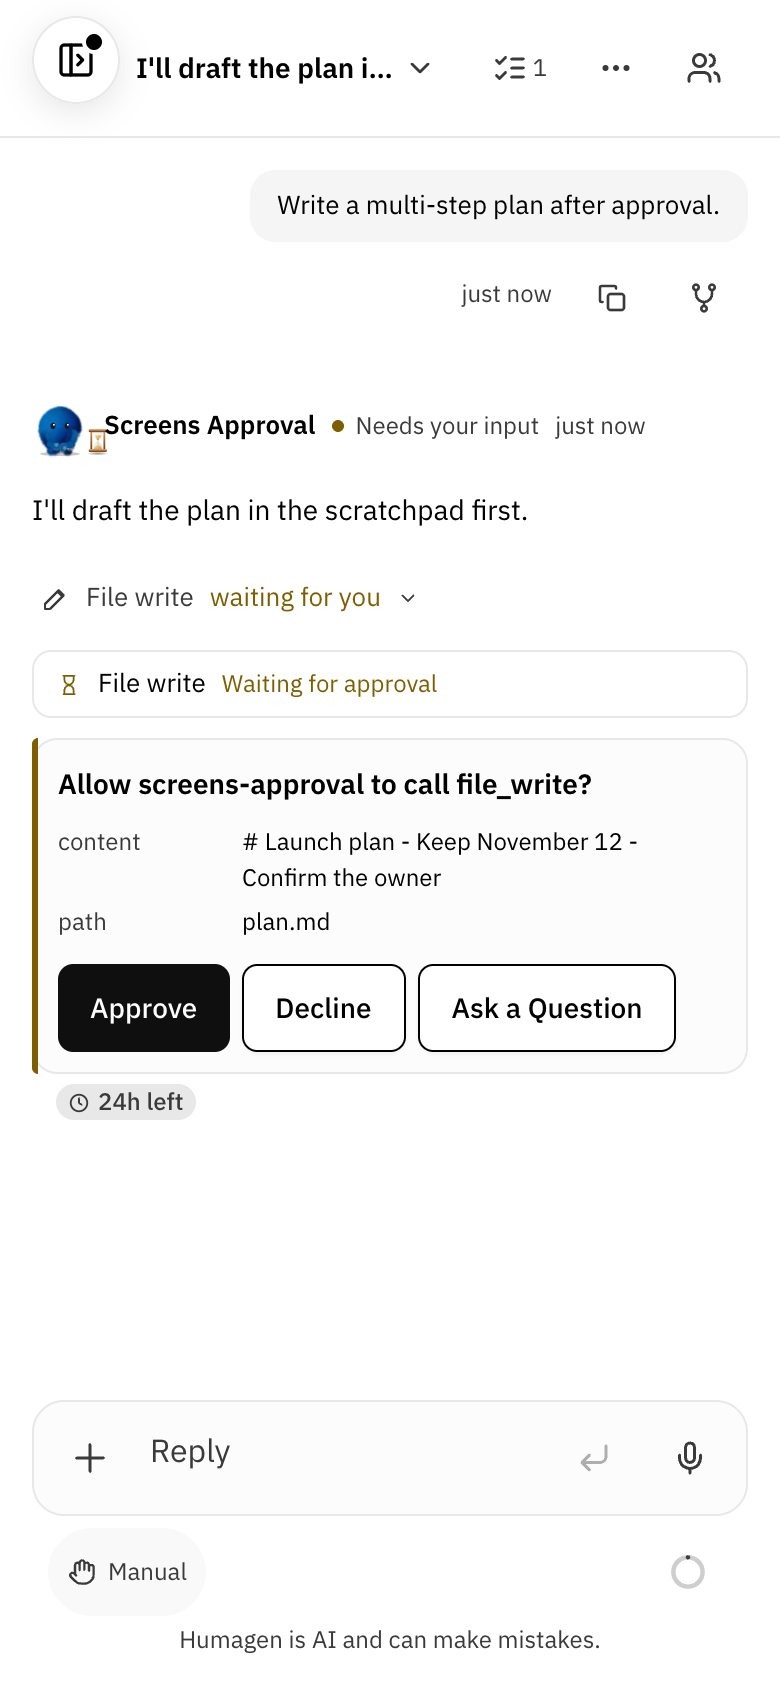 I'll draft the plan i...
1
Write a multi-step plan after approval.
just now
Screens Approval
Needs your input
just now
I'll draft the plan in the scratchpad first.
File write waiting for you
File write Waiting for approval
Allow screens-approval to call file_write?
content
# Launch plan - Keep November 12 -
Confirm the owner
path
plan.md
Approve
Decline
Ask a Question
24h left
Reply
Manual
Humagen is AI and can make mistakes.